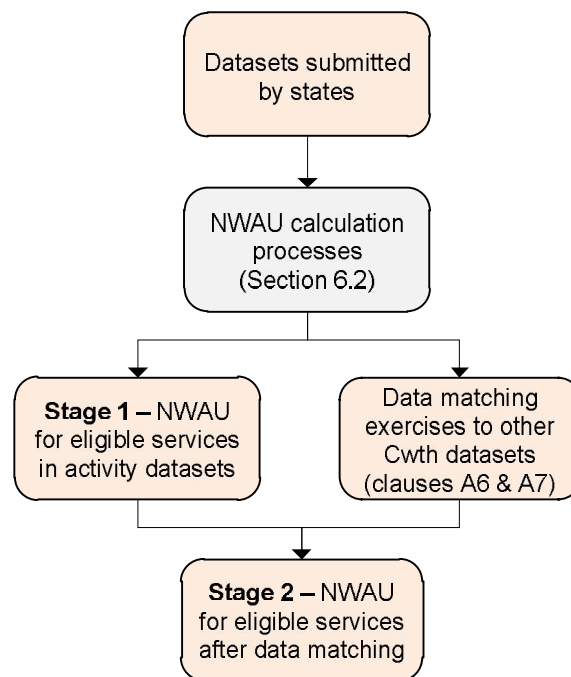 Datasets submitted
by states
NWAU calculation
processes
(Section 6.2)
Stage 1 – NWAU
for eligible services
in activity datasets
Data matching
exercises to other
Cwth datasets
(clauses A6 & A7)
Stage 2 – NWAU
for eligible services
after data matching